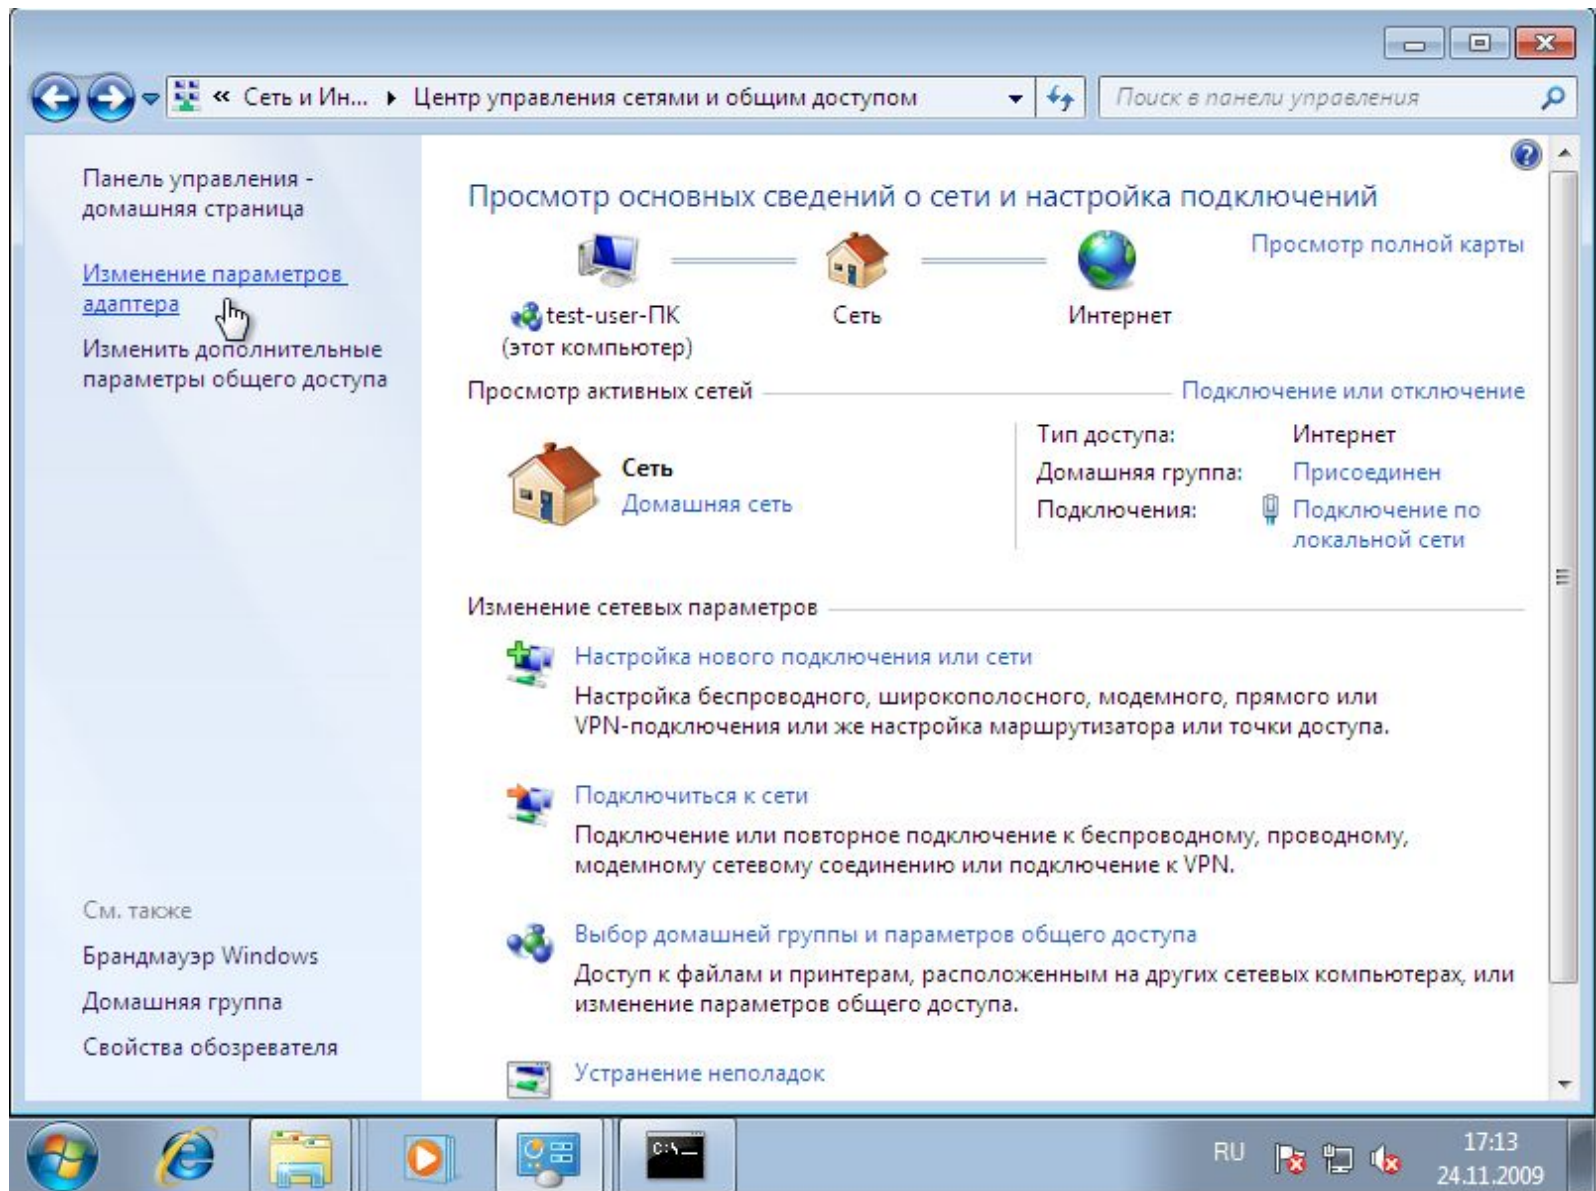 « Сеть и Ин... ▸ Центр управления сетями и общим доступом
Поиск в панели управления
Панель управления -
домашняя страница
Изменение параметров
адаптера
Изменить дополнительные
параметры общего доступа
Просмотр основных сведений о сети и настройка подключений
Просмотр полной карты
test-user-ПК
(этот компьютер)
Сеть
Интернет
Просмотр активных сетей
Подключение или отключение
Сеть
Домашняя сеть
Тип доступа: Интернет
Домашняя группа: Присоединен
Подключения: Подключение по
локальной сети
Изменение сетевых параметров
Настройка нового подключения или сети
Настройка беспроводного, широкополосного, модемного, прямого или
VPN-подключения или же настройка маршрутизатора или точки доступа.
Подключиться к сети
Подключение или повторное подключение к беспроводному, проводному,
модемному сетевому соединению или подключение к VPN.
Выбор домашней группы и параметров общего доступа
Доступ к файлам и принтерам, расположенным на других сетевых компьютерах, или
изменение параметров общего доступа.
Устранение неполадок
См. также
Брандмауэр Windows
Домашняя группа
Свойства обозревателя
C:\_
RU
17:13
24.11.2009